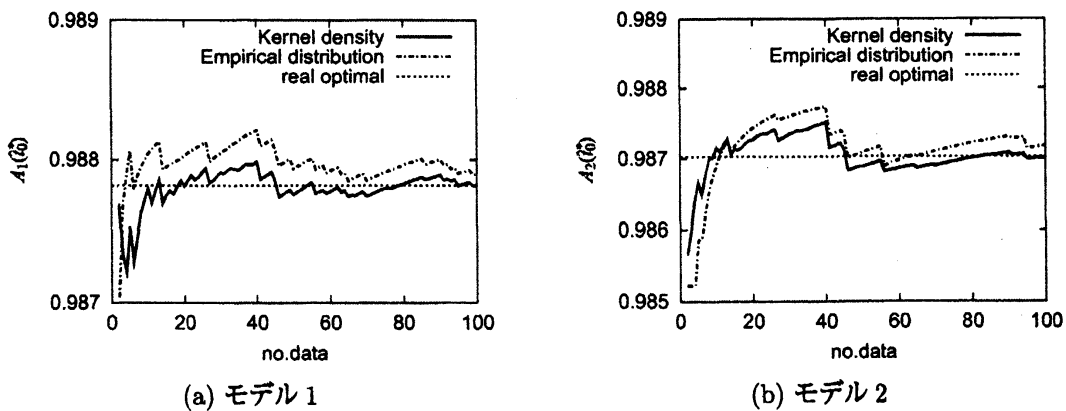 0.989
Kernel density
Empirical distribution
real optimal
0.988
0.987
0
20
40
60
80
100
no.data
(a) モデル 1
0.989
Kernel density
Empirical distribution
real optimal
0.988
0.987
0.986
0.985
0
20
40
60
80
100
no.data
(b) モデル 2